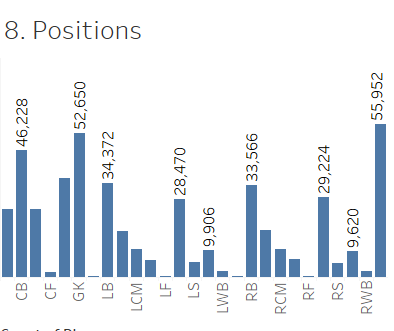 8. Positions
46,228
52,650
34,372
28,470
9,906
33,566
29,224
9,620
55,952
CB
CF
GK
LB
LCM
LF
LS
LWB
RB
RCM
RF
RS
RWB